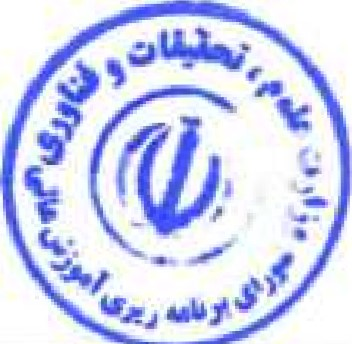 وزارت علوم، تحقیقات و فناوری
شورای برنامه ریزی آموزش عالی